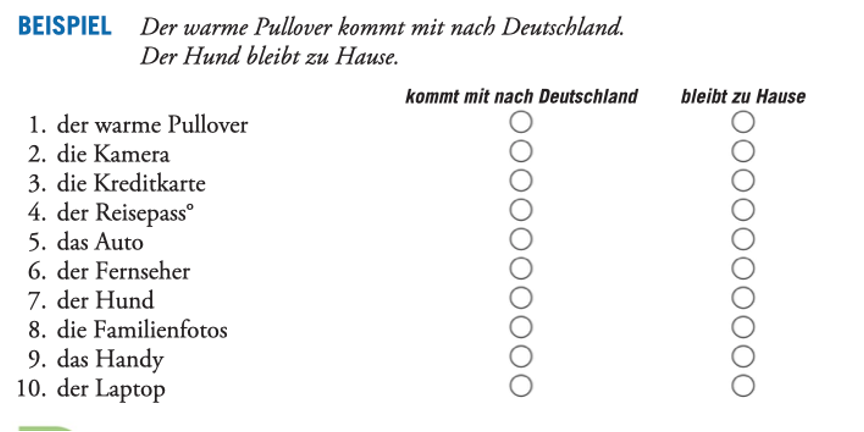 BEISPIEL Der warme Pullover kommt mit nach Deutschland.
Der Hund bleibt zu Hause.
kommt mit nach Deutschland bleibt zu Hause
1. der warme Pullover
2. die Kamera
3. die Kreditkarte
4. der Reisepass°
5. das Auto
6. der Fernseher
7. der Hund
8. die Familienfotos
9. das Handy
10. der Laptop